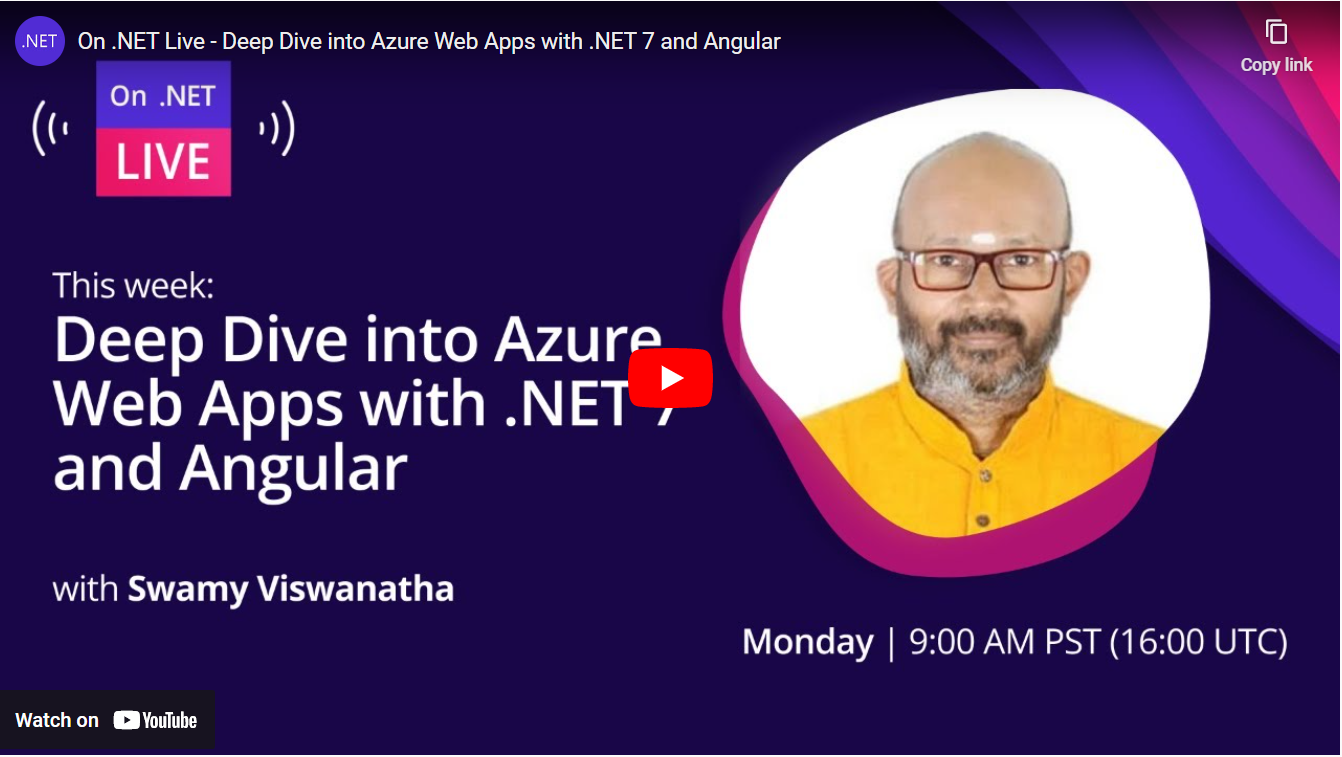 .NET On .NET Live - Deep Dive into Azure Web Apps with .NET 7 and Angular
Copy link
On .NET
LIVE
This week:
Deep Dive into Azure
Web Apps with .NET 7
and Angular
with Swamy Viswanatha
Monday | 9:00 AM PST (16:00 UTC)
Watch on YouTube